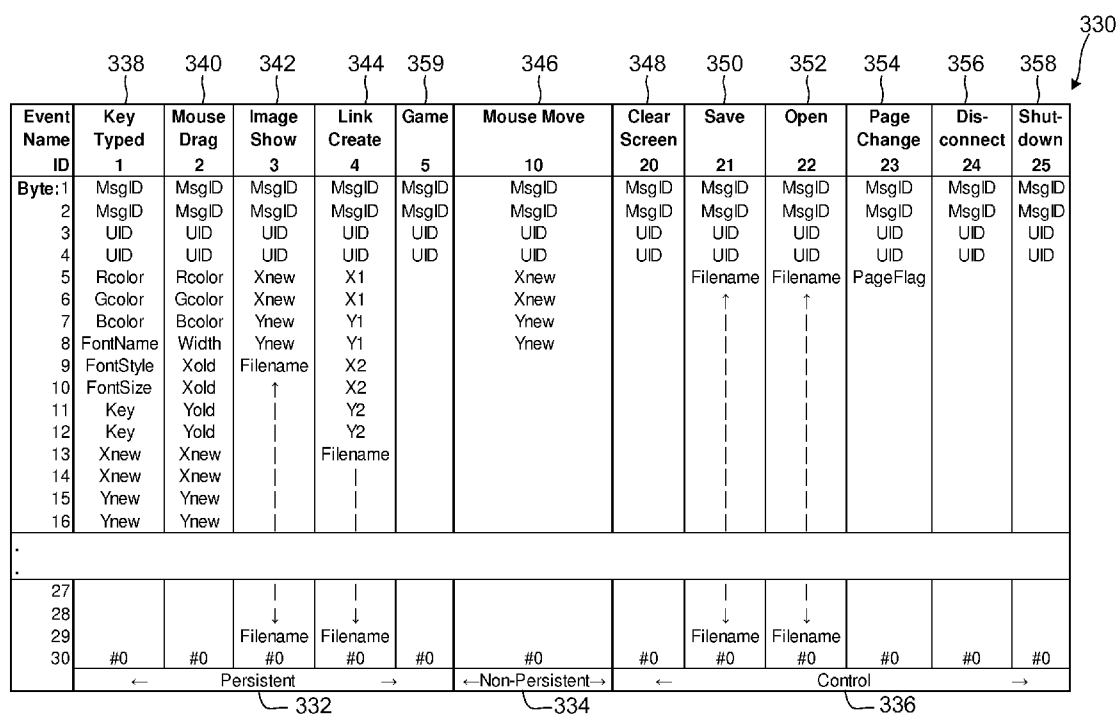 330
338 340 342 344 359 346 348 350 352 354 356 358
Event Key Mouse Image Link Game Mouse Move Clear Save Open Page Dis- Shut-
Name Typed Drag Show Create Screen Change connect down
ID 1 2 3 4 5 10 20 21 22 23 24 25
Byte: 1 MsgID MsgID MsgID MsgID MsgID MsgID MsgID MsgID MsgID MsgID MsgID MsgID
2 MsgID MsgID MsgID MsgID MsgID MsgID MsgID MsgID MsgID MsgID MsgID MsgID
3 UID UID UID UID UID UID UID UID UID UID UID UID
4 UID UID UID UID UID UID UID UID UID UID UID UID
5 Rcolor Rcolor Xnew X1 Xnew Filename Filename PageFlag
6 Gcolor Gcolor Xnew X1 Xnew ↑ ↑
7 Bcolor Bcolor Ynew Y1 Ynew | |
8 FontName Width Ynew Y1 Ynew | |
9 FontStyle Xold Filename X2 | |
10 FontSize Xold ↑ X2 | |
11 Key Yold | Y2 | |
12 Key Yold | Y2 | |
13 Xnew Xnew | Filename | |
14 Xnew Xnew | | | |
15 Ynew Ynew | | | |
16 Ynew Ynew | | | |
.
.
27 | | | |
28 ↓ ↓ ↓ ↓
29 Filename Filename Filename Filename
30 #0 #0 #0 #0 #0 #0 #0 #0 #0 #0 #0 #0
← Persistent → ←Non-Persistent→ ← Control →
332 334 336